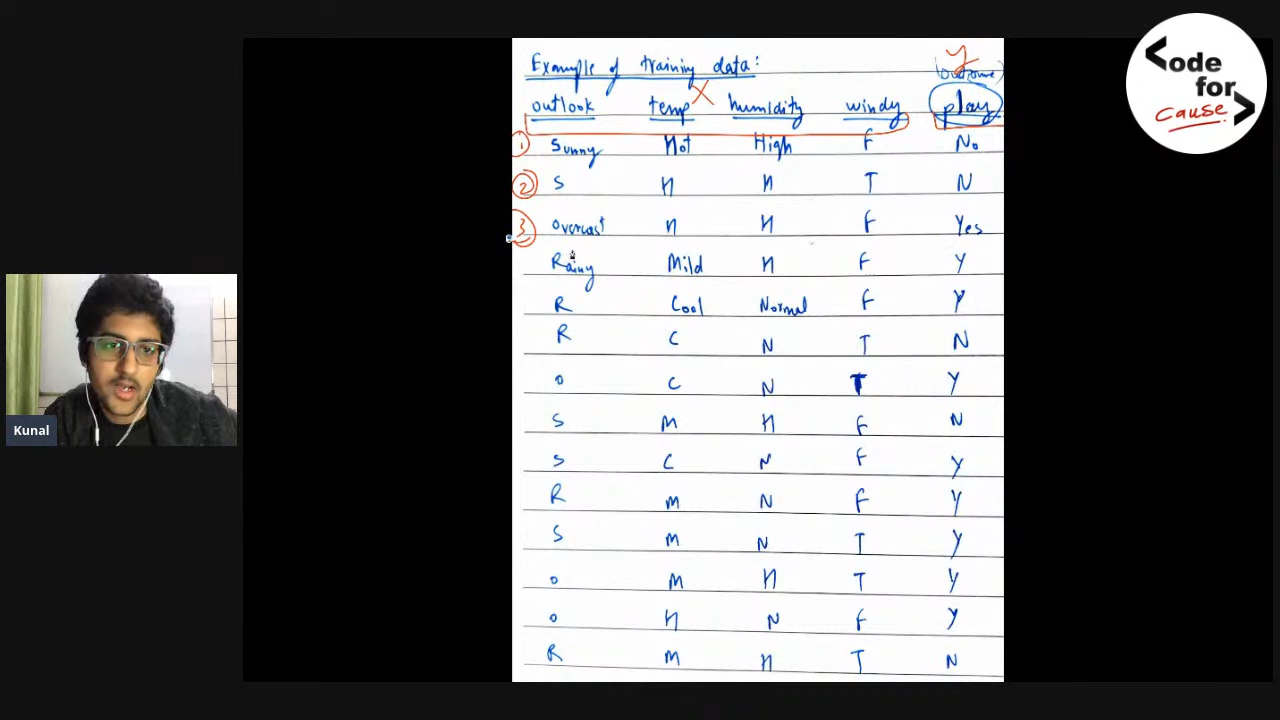 Example of training data:
Y
(outcome)
X
outlook temp humidity windy play
1 Sunny Hot High F No
2 S H H T N
3 Overcast H H F Yes
Rainy Mild H F Y
R Cool Normal F Y
R C N T N
O C N T Y
S M H F N
S C N F Y
R M N F Y
S M N T Y
O M H T Y
O H N F Y
R M H T N
<ode
for
cause>
Kunal